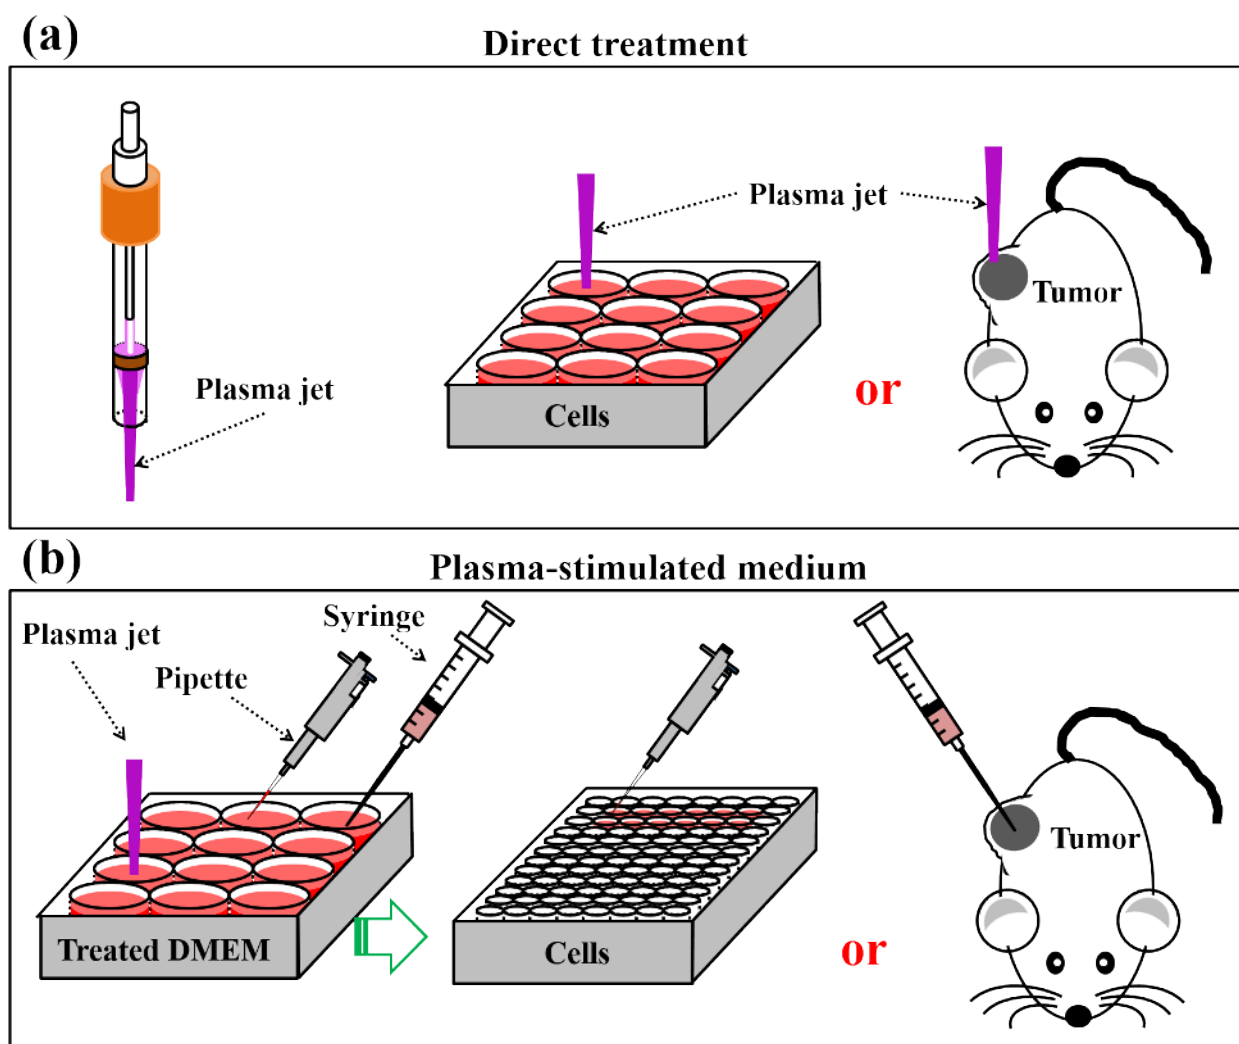 (a)
Direct treatment
Plasma jet
Plasma jet
Tumor
Cells
or
(b)
Plasma-stimulated medium
Plasma jet
Pipette
Syringe
Treated DMEM
Cells
or
Tumor